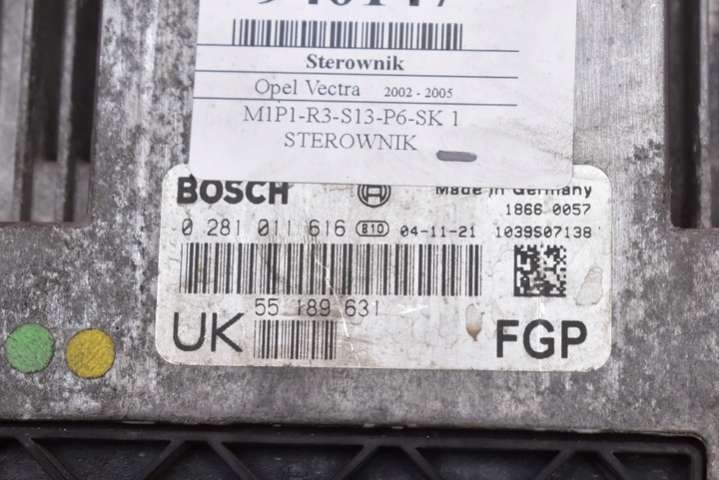 Sterownik
Opel Vectra 2002 - 2005
M1P1-R3-S13-P6-SK 1
STEROWNIK
BOSCH Made in Germany
1866 0057
0 281 011 616 810 04-11-21 1039S07138
55 189 631
UK FGP